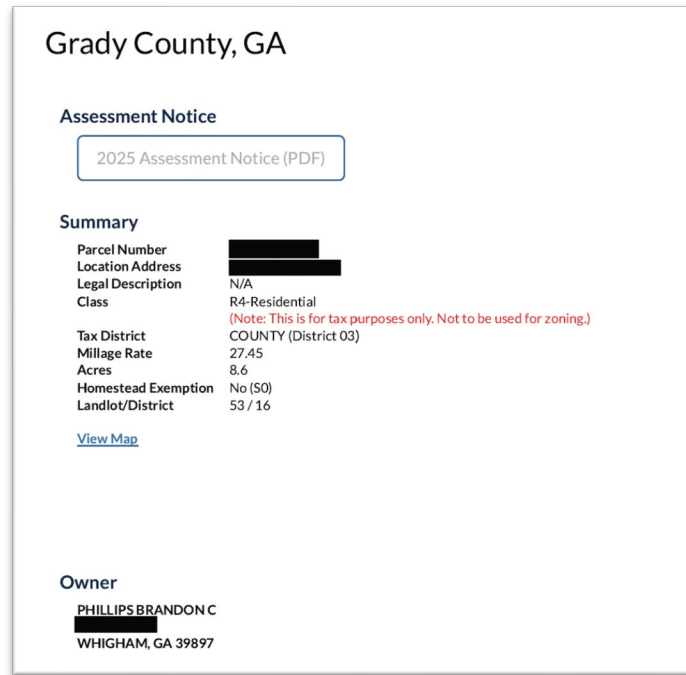 Grady County, GA
Assessment Notice
2025 Assessment Notice (PDF)
Summary
Parcel Number
Location Address
Legal Description N/A
Class R4-Residential
(Note: This is for tax purposes only. Not to be used for zoning.)
Tax District COUNTY (District 03)
Millage Rate 27.45
Acres 8.6
Homestead Exemption No (S0)
Landlot/District 53 / 16
View Map
Owner
PHILLIPS BRANDON C
WHIGHAM, GA 39897